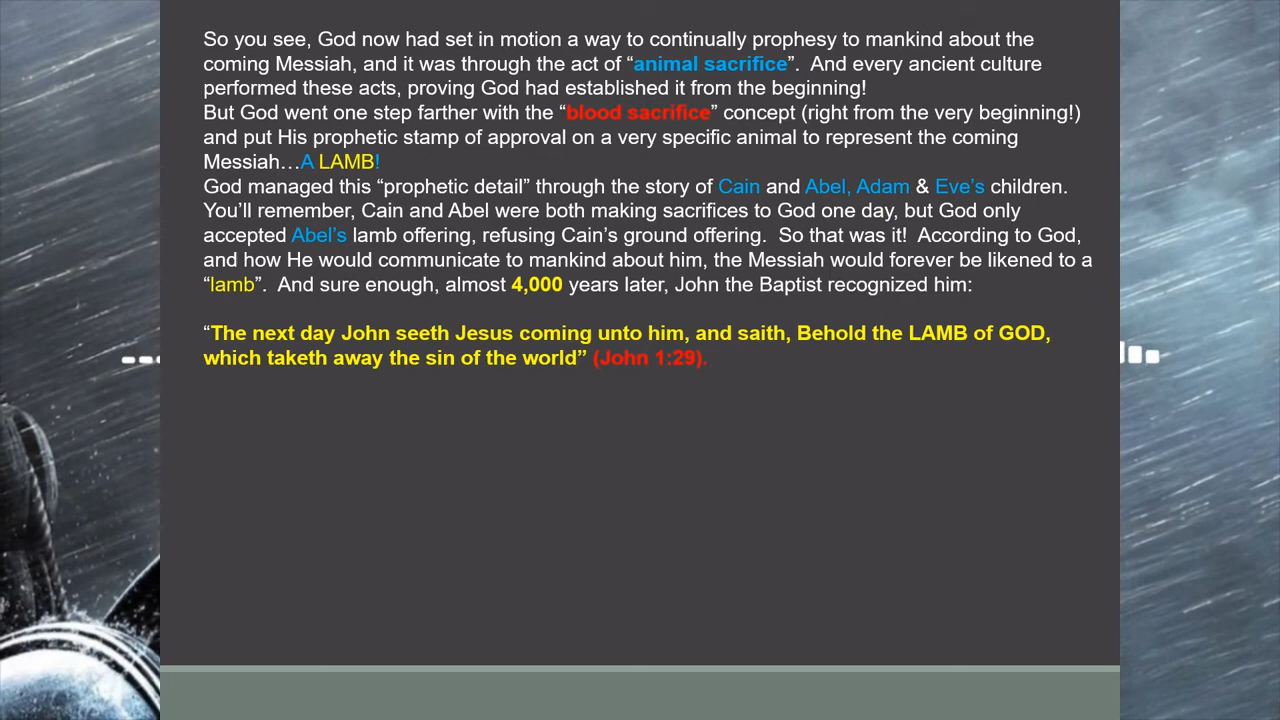 So you see, God now had set in motion a way to continually prophesy to mankind about the
coming Messiah, and it was through the act of “animal sacrifice”.  And every ancient culture
performed these acts, proving God had established it from the beginning!
But God went one step farther with the “blood sacrifice” concept (right from the very beginning!)
and put His prophetic stamp of approval on a very specific animal to represent the coming
Messiah…A LAMB!
God managed this “prophetic detail” through the story of Cain and Abel, Adam & Eve’s children.
You’ll remember, Cain and Abel were both making sacrifices to God one day, but God only
accepted Abel’s lamb offering, refusing Cain’s ground offering.  So that was it!  According to God,
and how He would communicate to mankind about him, the Messiah would forever be likened to a
“lamb”.  And sure enough, almost 4,000 years later, John the Baptist recognized him:
“The next day John seeth Jesus coming unto him, and saith, Behold the LAMB of GOD,
which taketh away the sin of the world” (John 1:29).